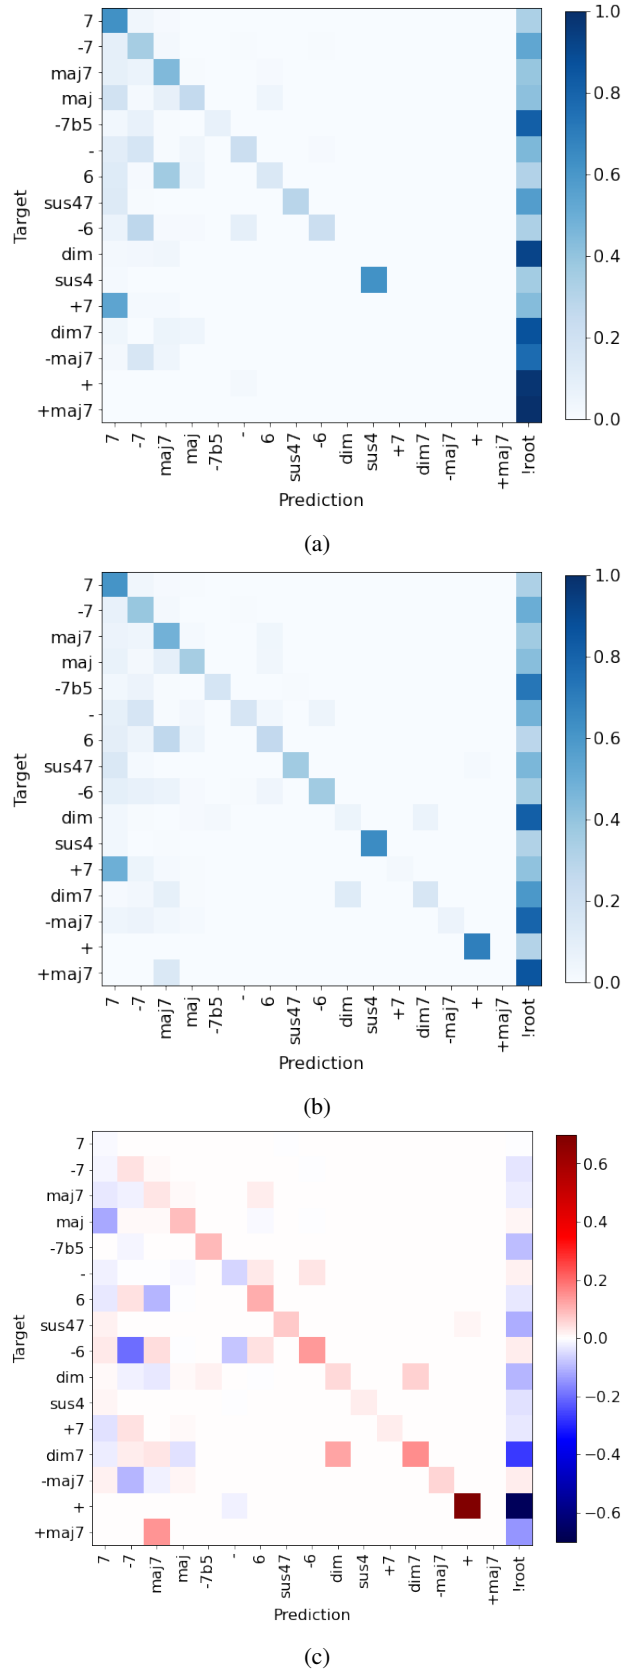 7
-7
maj7
maj
-7b5
-
6
sus47
-6
dim
sus4
+7
dim7
-maj7
+
+maj7
Target
7 -7 maj7 maj -7b5 - 6 sus47 -6 dim sus4 +7 dim7 -maj7 + +maj7 !root
Prediction
1.0
0.8
0.6
0.4
0.2
0.0
(a)
7
-7
maj7
maj
-7b5
-
6
sus47
-6
dim
sus4
+7
dim7
-maj7
+
+maj7
Target
7 -7 maj7 maj -7b5 - 6 sus47 -6 dim sus4 +7 dim7 -maj7 + +maj7 !root
Prediction
1.0
0.8
0.6
0.4
0.2
0.0
(b)
7
-7
maj7
maj
-7b5
-
6
sus47
-6
dim
sus4
+7
dim7
-maj7
+
+maj7
Target
7 -7 maj7 maj -7b5 - 6 sus47 -6 dim sus4 +7 dim7 -maj7 + +maj7 !root
Prediction
0.6
0.4
0.2
0.0
−0.2
−0.4
−0.6
(c)